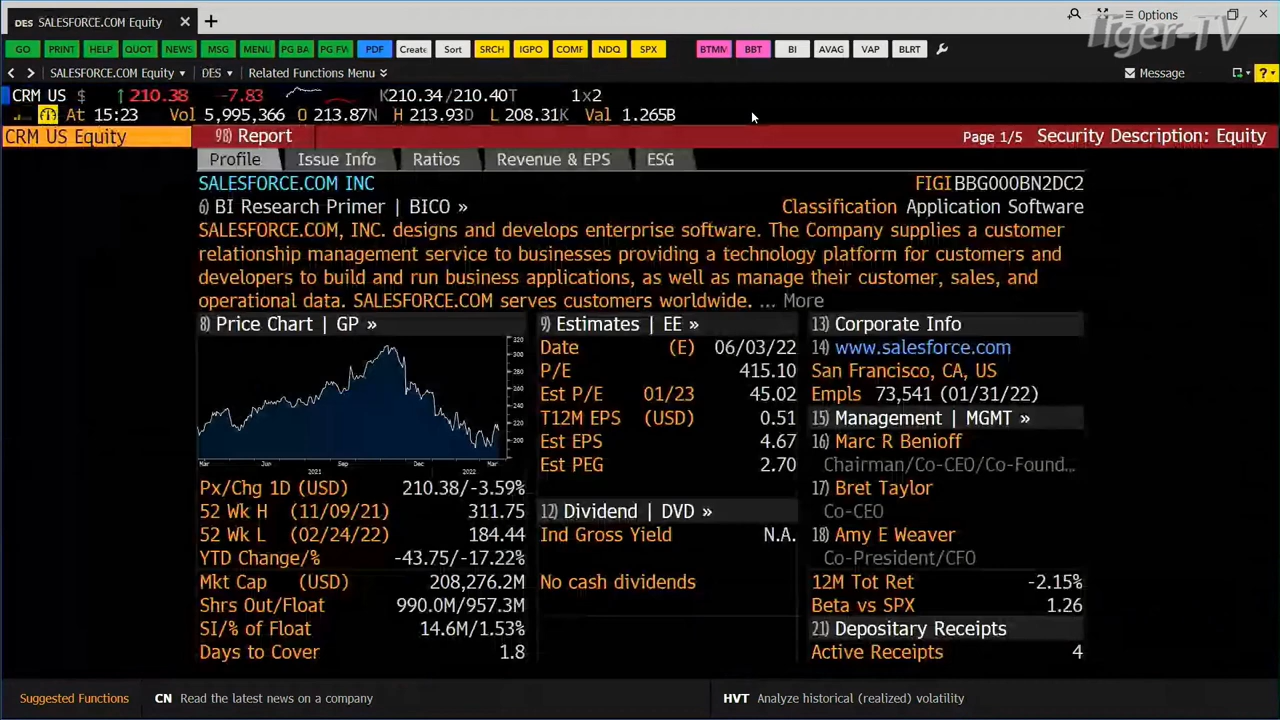 DES SALESFORCE.COM Equity × +
Options
Tiger-TV
GO PRINT HELP QUOT NEWS MSG MENU PG BA PG FW PDF Create Sort SRCH IGPO COMF NDQ SPX BTMM BBT BI AVAG VAP BLRT
< > SALESFORCE.COM Equity DES Related Functions Menu Message ?
CRM US $ ↑ 210.38 -7.83 K210.34/210.40T 1x2
At 15:23 Vol 5,995,366 O 213.87N H 213.93D L 208.31K Val 1.265B
CRM US Equity 98) Report Page 1/5 Security Description: Equity
Profile Issue Info Ratios Revenue & EPS ESG
SALESFORCE.COM INC FIGI BBG000BN2DC2
6) BI Research Primer | BICO » Classification Application Software
SALESFORCE.COM, INC. designs and develops enterprise software. The Company supplies a customer
relationship management service to businesses providing a technology platform for customers and
developers to build and run business applications, as well as manage their customer, sales, and
operational data. SALESFORCE.COM serves customers worldwide. ... More
8) Price Chart | GP »
320
300
280
260
240
220
200
Mar Jun Sep Dec Mar
2021 2022
Px/Chg 1D (USD) 210.38/-3.59%
52 Wk H (11/09/21) 311.75
52 Wk L (02/24/22) 184.44
YTD Change/% -43.75/-17.22%
Mkt Cap (USD) 208,276.2M
Shrs Out/Float 990.0M/957.3M
SI/% of Float 14.6M/1.53%
Days to Cover 1.8
9) Estimates | EE »
Date (E) 06/03/22
P/E 415.10
Est P/E 01/23 45.02
T12M EPS (USD) 0.51
Est EPS 4.67
Est PEG 2.70
12) Dividend | DVD »
Ind Gross Yield N.A.
No cash dividends
13) Corporate Info
14) www.salesforce.com
San Francisco, CA, US
Empls 73,541 (01/31/22)
15) Management | MGMT »
16) Marc R Benioff
Chairman/Co-CEO/Co-Found...
17) Bret Taylor
Co-CEO
18) Amy E Weaver
Co-President/CFO
12M Tot Ret -2.15%
Beta vs SPX 1.26
21) Depositary Receipts
Active Receipts 4
Suggested Functions CN Read the latest news on a company HVT Analyze historical (realized) volatility